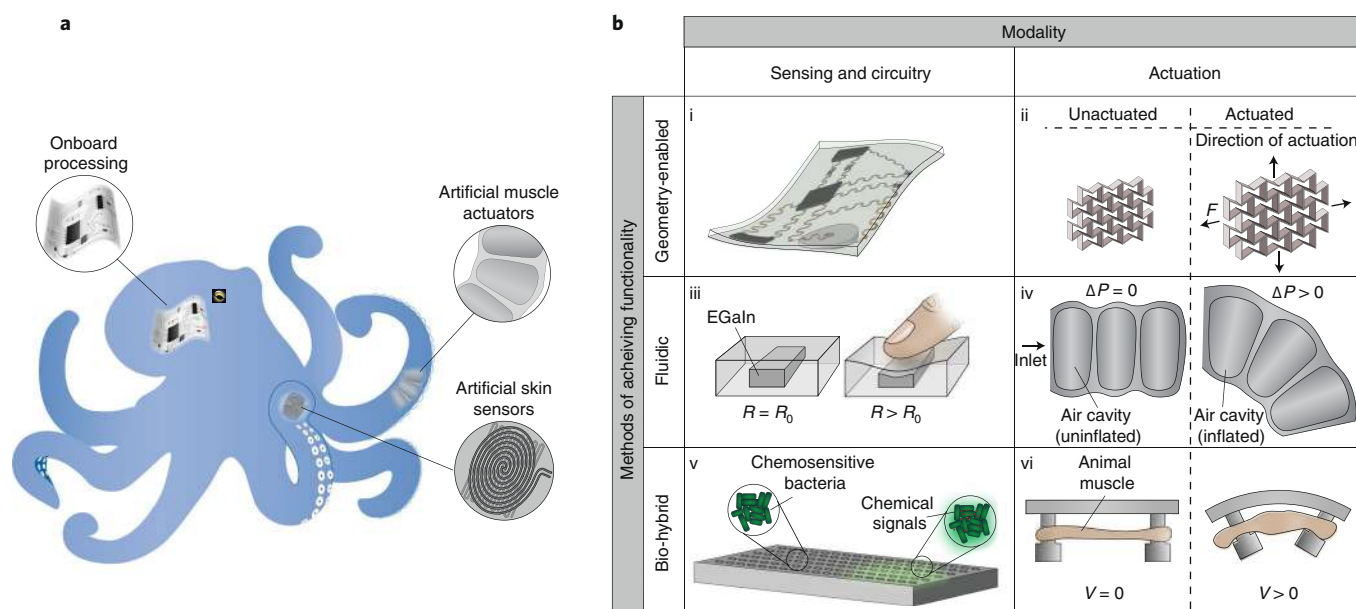 a
Onboard
processing
Artificial muscle
actuators
Artificial skin
sensors
b
Modality
Sensing and circuitry
Actuation
Methods of acheiving functionality
Geometry-enabled
i
ii
Unactuated
Actuated
Direction of actuation
F
Fluidic
iii
EGaIn
R = R₀
R > R₀
iv
ΔP = 0
ΔP > 0
Inlet
Air cavity
(uninflated)
Air cavity
(inflated)
Bio-hybrid
v
Chemosensitive
bacteria
Chemical
signals
vi
Animal
muscle
V = 0
V > 0